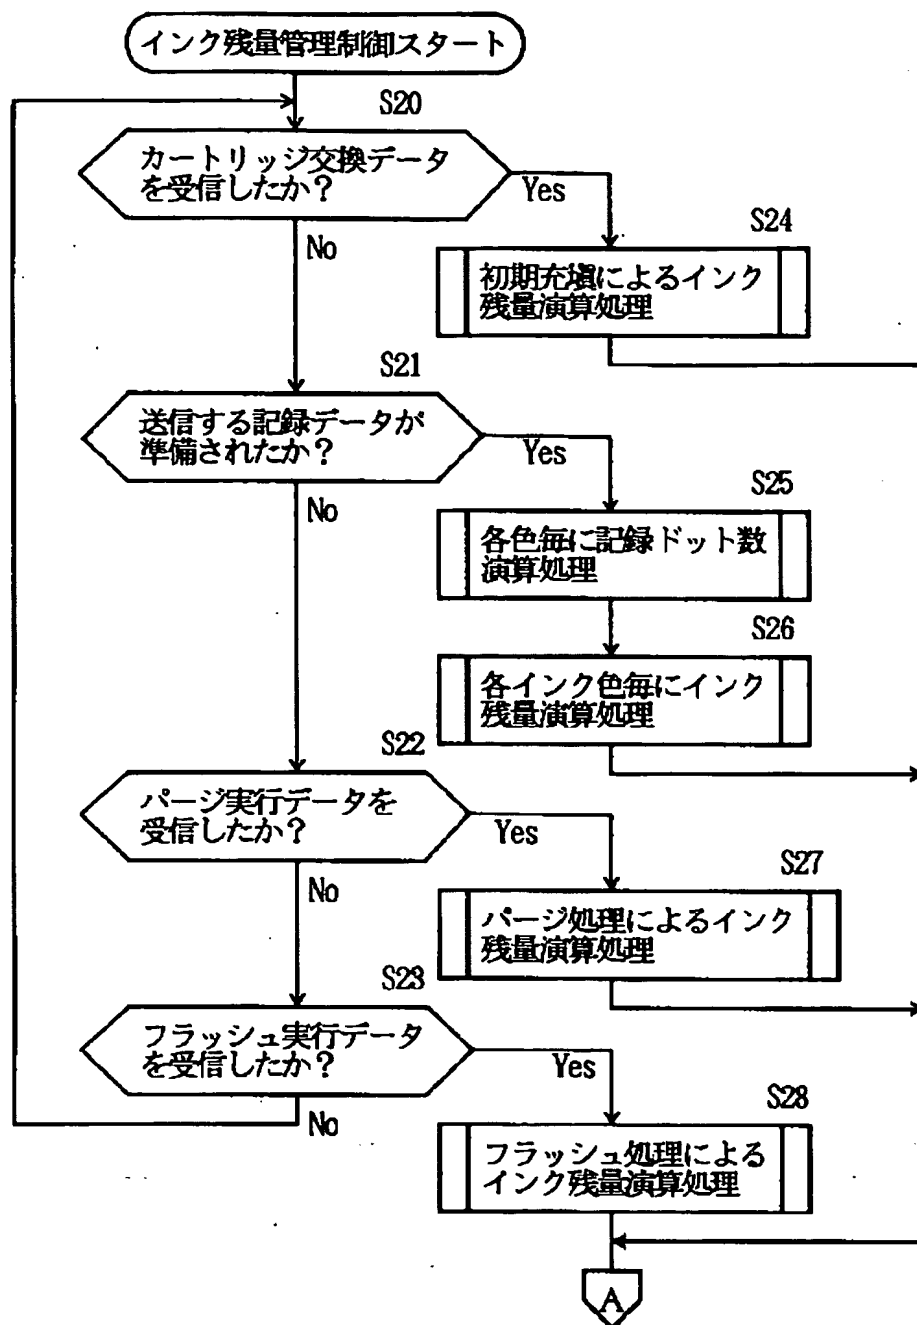 インク残量管理制御スタート
S20
カートリッジ交換データ
を受信したか？
Yes
No
S24
初期充填によるインク
残量演算処理
S21
送信する記録データが
準備されたか？
Yes
No
S25
各色毎に記録ドット数
演算処理
S26
各インク色毎にインク
残量演算処理
S22
パージ実行データを
受信したか？
Yes
No
S27
パージ処理によるインク
残量演算処理
S23
フラッシュ実行データ
を受信したか？
Yes
No
S28
フラッシュ処理による
インク残量演算処理
A